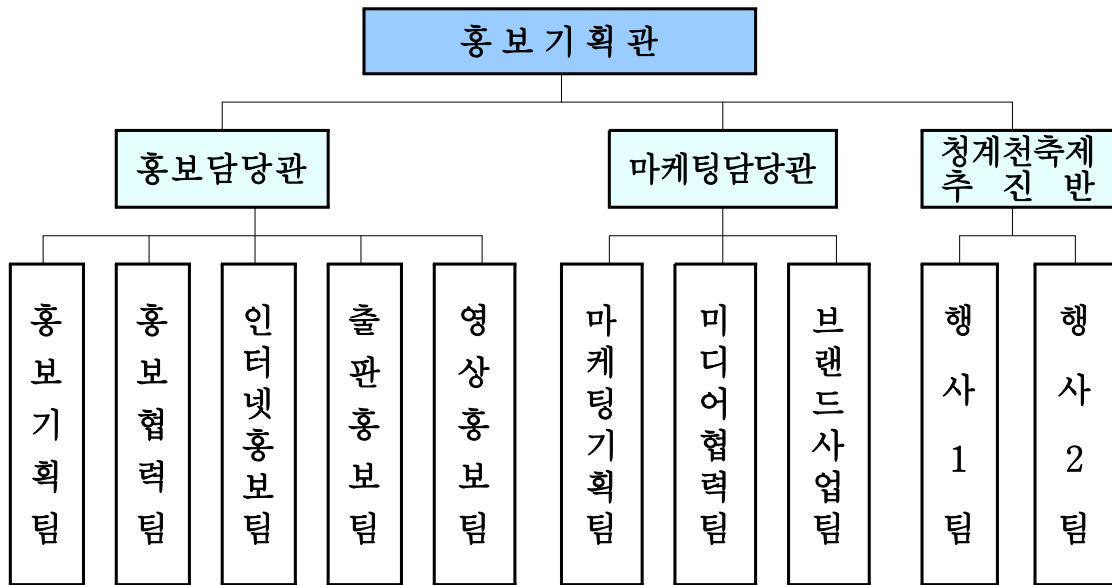 홍 보 기 획 관
홍보담당관
마케팅담당관
청계천축제
추 진 반
홍보기획팀
홍보협력팀
인터넷홍보팀
출판홍보팀
영상홍보팀
마케팅기획팀
미디어협력팀
브랜드사업팀
행사1팀
행사2팀